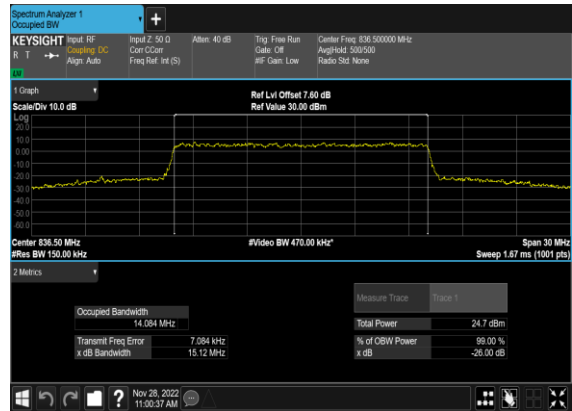 Spectrum Analyzer 1
Occupied BW
+
KEYSIGHT Input: RF Input Z: 50 Ω Atten: 40 dB Trig: Free Run Center Freq: 836.500000 MHz
R T Coupling: DC Corr CCorr Gate: Off Avg|Hold: 500/500
Align: Auto Freq Ref: Int (S) #IF Gain: Low Radio Std: None
LW
1 Graph
Ref Lvl Offset 7.60 dB
Scale/Div 10.0 dB Ref Value 30.00 dBm
Log
20.0
10.0
0.00
-10.0
-20.0
-30.0
-40.0
-50.0
-60.0
Center 836.50 MHz #Video BW 470.00 kHz* Span 30 MHz
#Res BW 150.00 kHz Sweep 1.67 ms (1001 pts)
2 Metrics
Measure Trace Trace 1
Occupied Bandwidth
14.084 MHz Total Power 24.7 dBm
Transmit Freq Error 7.084 kHz % of OBW Power 99.00 %
x dB Bandwidth 15.12 MHz x dB -26.00 dB
? Nov 28, 2022
11:00:37 AM